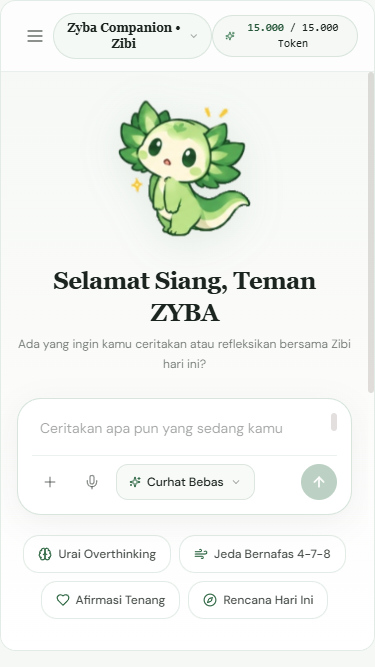 Zyba Companion •
Zibi
15.000 / 15.000
Token
Selamat Siang, Teman
ZYBA
Ada yang ingin kamu ceritakan atau refleksikan bersama Zibi
hari ini?
Ceritakan apa pun yang sedang kamu
Curhat Bebas
Urai Overthinking
Jeda Bernafas 4-7-8
Afirmasi Tenang
Rencana Hari Ini